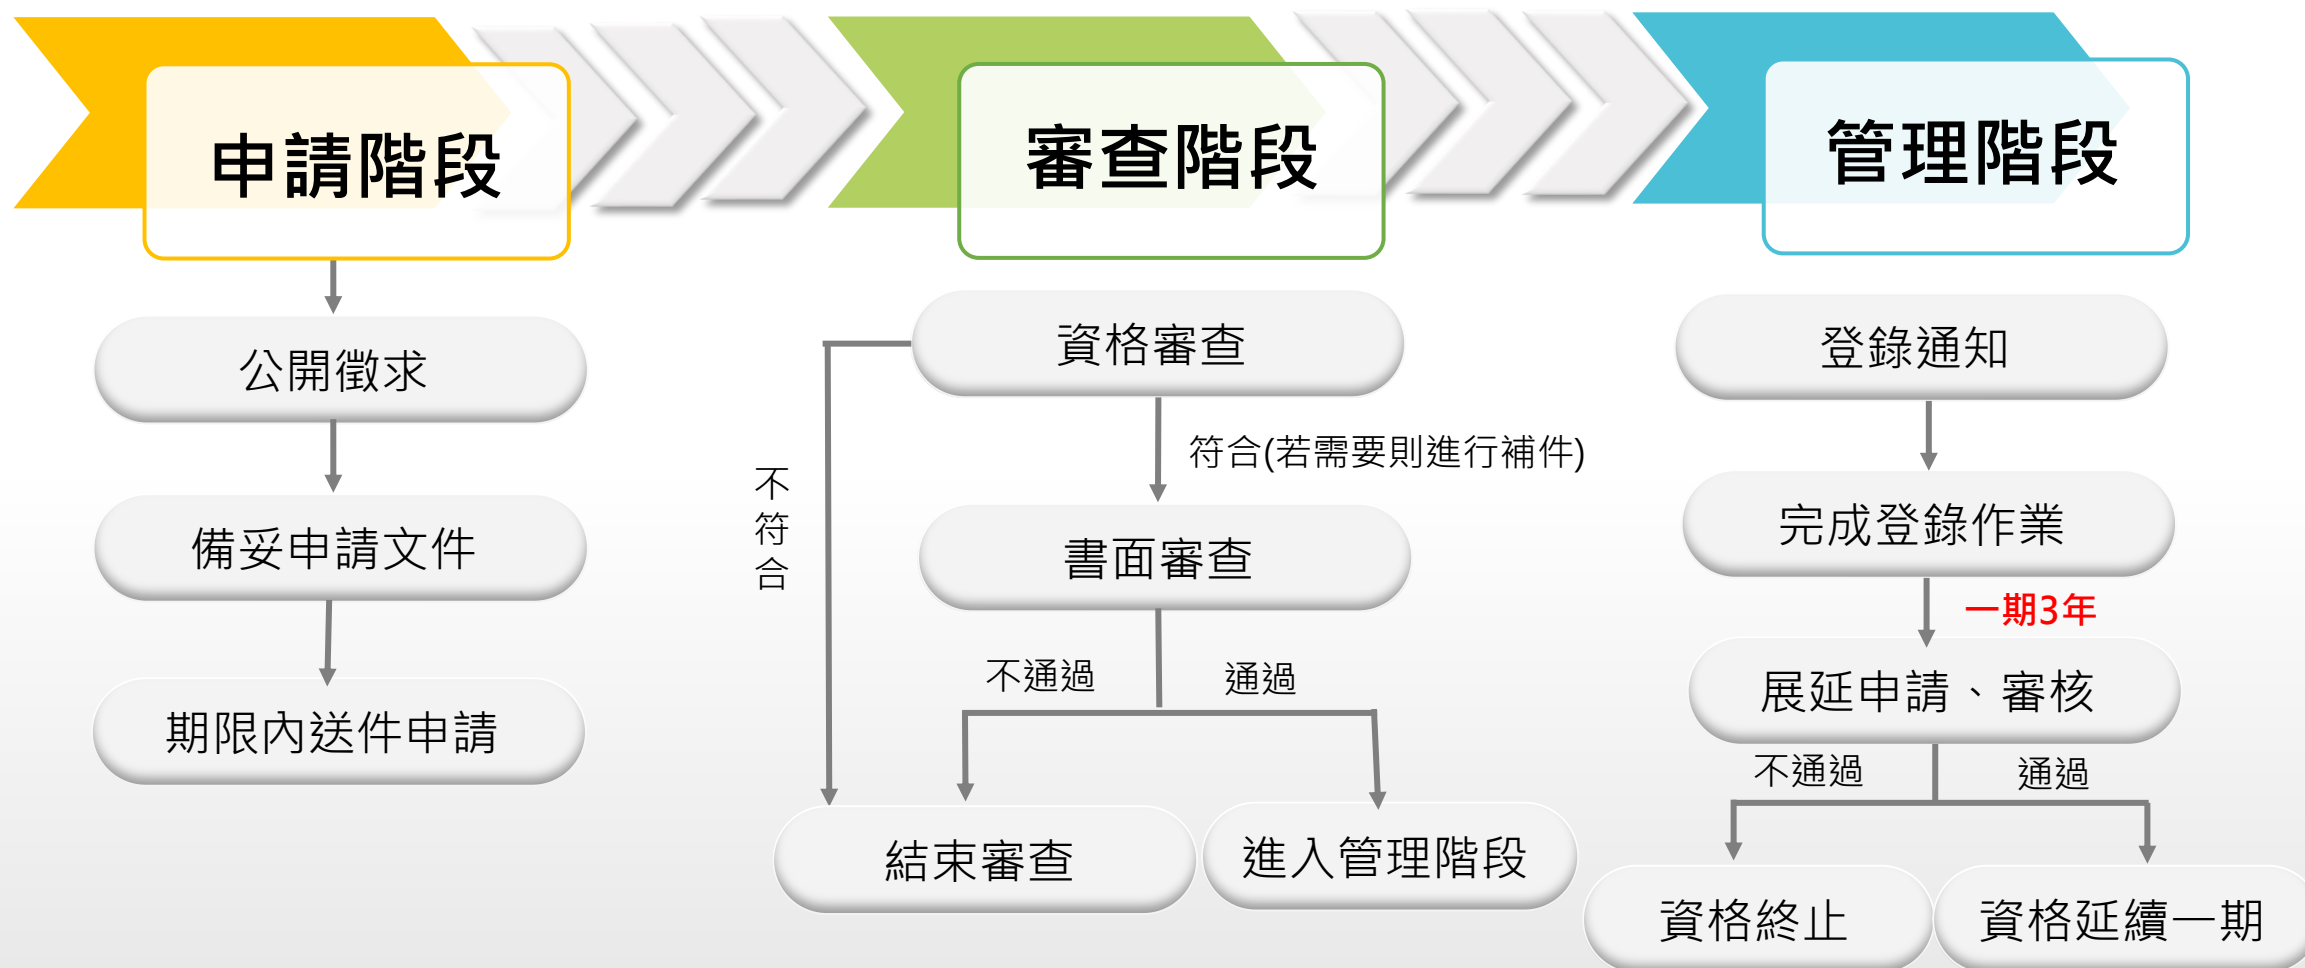 申請階段
公開徵求
備妥申請文件
期限內送件申請
審查階段
資格審查
不符合
符合(若需要則進行補件)
書面審查
不通過
通過
結束審查
進入管理階段
管理階段
登錄通知
完成登錄作業
一期3年
展延申請、審核
不通過
通過
資格終止
資格延續一期